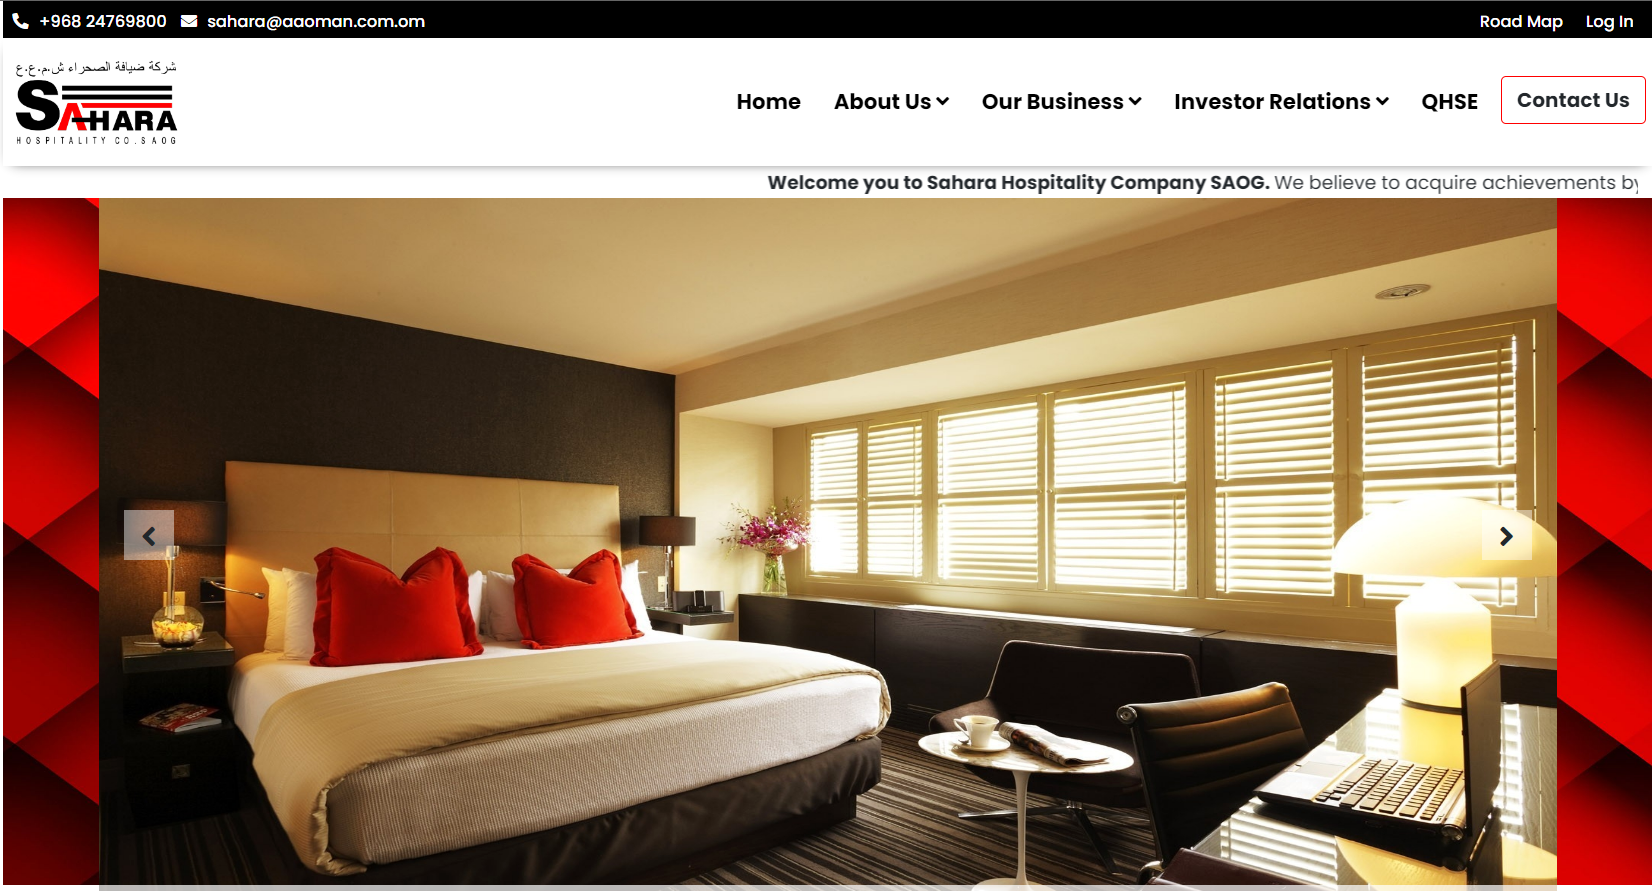 +968 24769800 sahara@aaoman.com.om Road Map Log In
شركة ضيافة الصحراء ش.م.ع.ع
SAHARA
HOSPITALITY CO.SAOG
Home About Us Our Business Investor Relations QHSE Contact Us
Welcome you to Sahara Hospitality Company SAOG. We believe to acquire achievements by